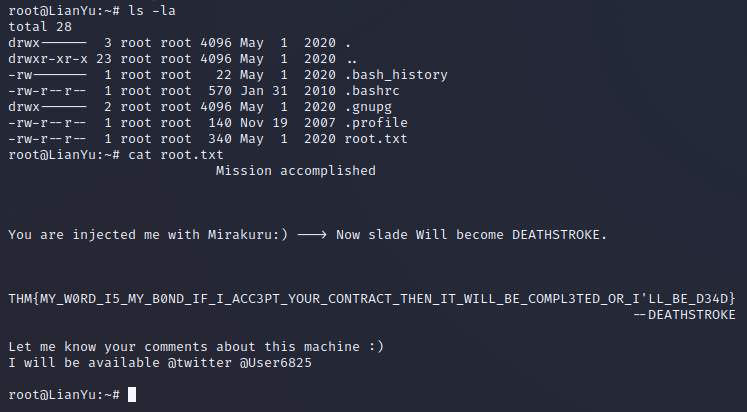 root@LianYu:~# ls -la
total 28
drwx------  3 root root 4096 May  1  2020 .
drwxr-xr-x 23 root root 4096 May  1  2020 ..
-rw-------  1 root root   22 May  1  2020 .bash_history
-rw-r--r--  1 root root  570 Jan 31  2010 .bashrc
drwx------  2 root root 4096 May  1  2020 .gnupg
-rw-r--r--  1 root root  140 Nov 19  2007 .profile
-rw-r--r--  1 root root  340 May  1  2020 root.txt
root@LianYu:~# cat root.txt
Mission accomplished
You are injected me with Mirakuru:) ---> Now slade Will become DEATHSTROKE.
THM{MY_W0RD_I5_MY_B0ND_IF_I_ACC3PT_YOUR_CONTRACT_THEN_IT_WILL_BE_COMPL3TED_OR_I'LL_BE_D34D}
--DEATHSTROKE
Let me know your comments about this machine :)
I will be available @twitter @User6825
root@LianYu:~#